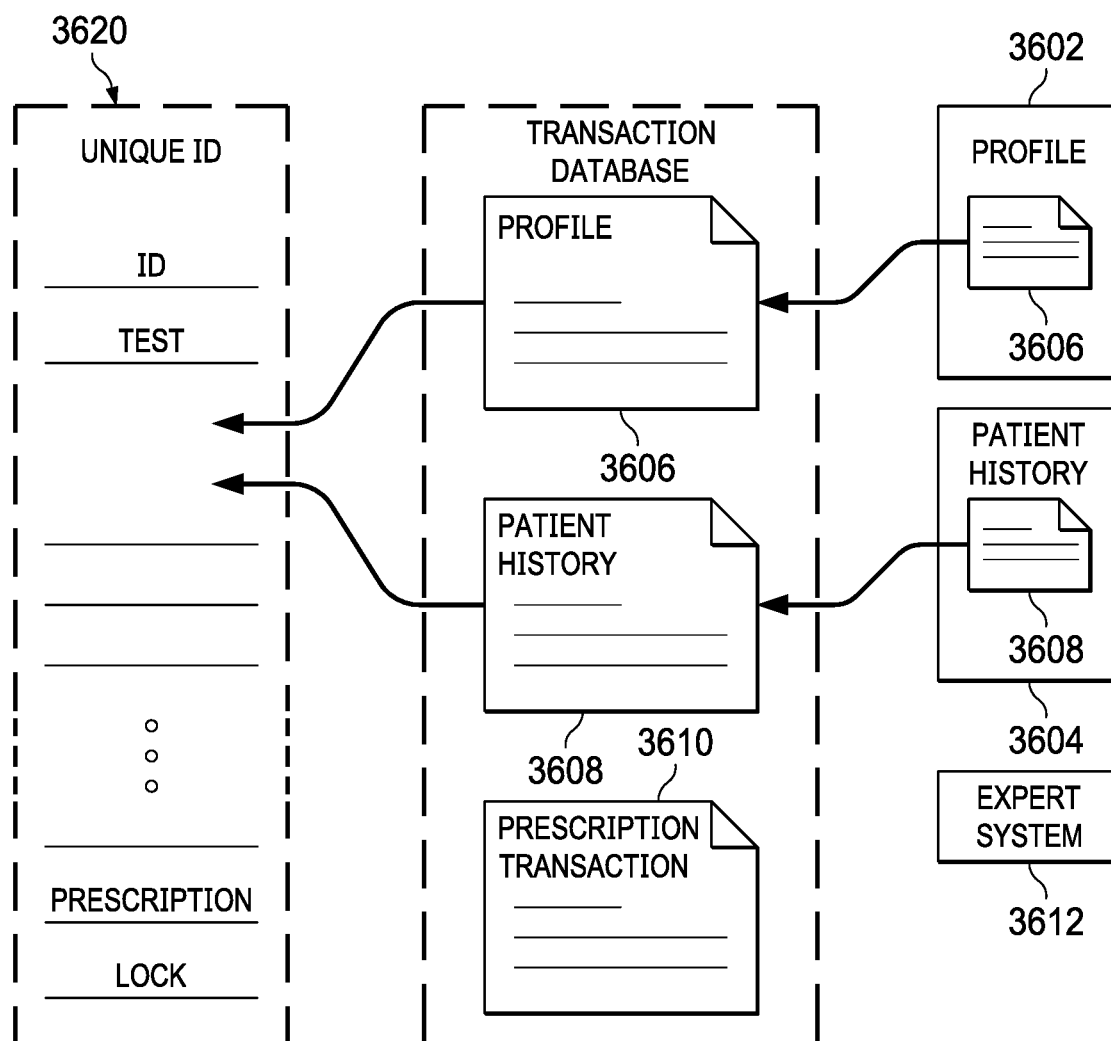 3620
UNIQUE ID
ID
TEST
PRESCRIPTION
LOCK
TRANSACTION
DATABASE
PROFILE
3606
PATIENT
HISTORY
3608
3610
PRESCRIPTION
TRANSACTION
3602
PROFILE
3606
PATIENT
HISTORY
3608
3604
EXPERT
SYSTEM
3612